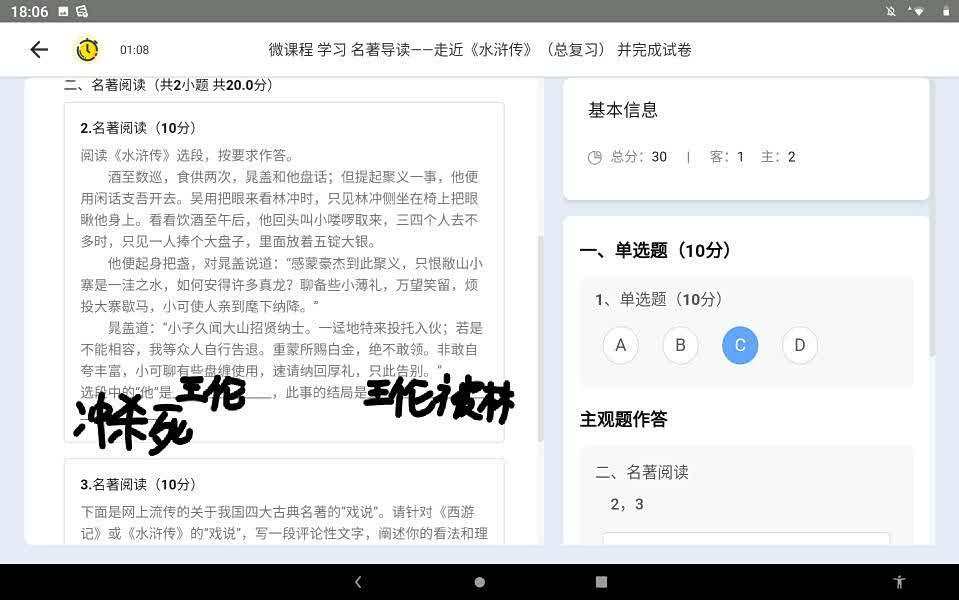 18:06
01:08
微课程 学习 名著导读——走近《水浒传》（总复习） 并完成试卷
二、名著阅读（共2小题 共20.0分）
2.名著阅读（10分）
阅读《水浒传》选段，按要求作答。
酒至数巡，食供两次，晁盖和他盘话；但提起聚义一事，他便
用闲话支吾开去。吴用把眼来看林冲时，只见林冲侧坐在椅上把眼
瞅他身上。看看饮酒至午后，他回头叫小喽啰取来，三四个人去不
多时，只见一人捧个大盘子，里面放着五锭大银。
他便起身把盏，对晁盖说道：“感蒙豪杰到此聚义，只恨敝山小
寨是一洼之水，如何安得许多真龙？聊备些小薄礼，万望笑留，烦
投大寨歇马，小可使人亲到麾下纳降。”
晁盖道：“小子久闻大山招贤纳士。一迳地特来投托入伙；若是
不能相容，我等众人自行告退。重蒙所赐白金，绝不敢领。非敢自
夸丰富，小可聊有些盘缠使用，速请纳回厚礼，只此告别。”
选段中的“他”是 王伦 ，此事的结局是 王伦被林
冲杀死
3.名著阅读（10分）
下面是网上流传的关于我国四大古典名著的“戏说”。请针对《西游
记》或《水浒传》的“戏说”，写一段评论性文字，阐述你的看法和理
基本信息
总分：30 | 客：1 主：2
一、单选题（10分）
1、单选题（10分）
A B C D
主观题作答
二、名著阅读
2，3